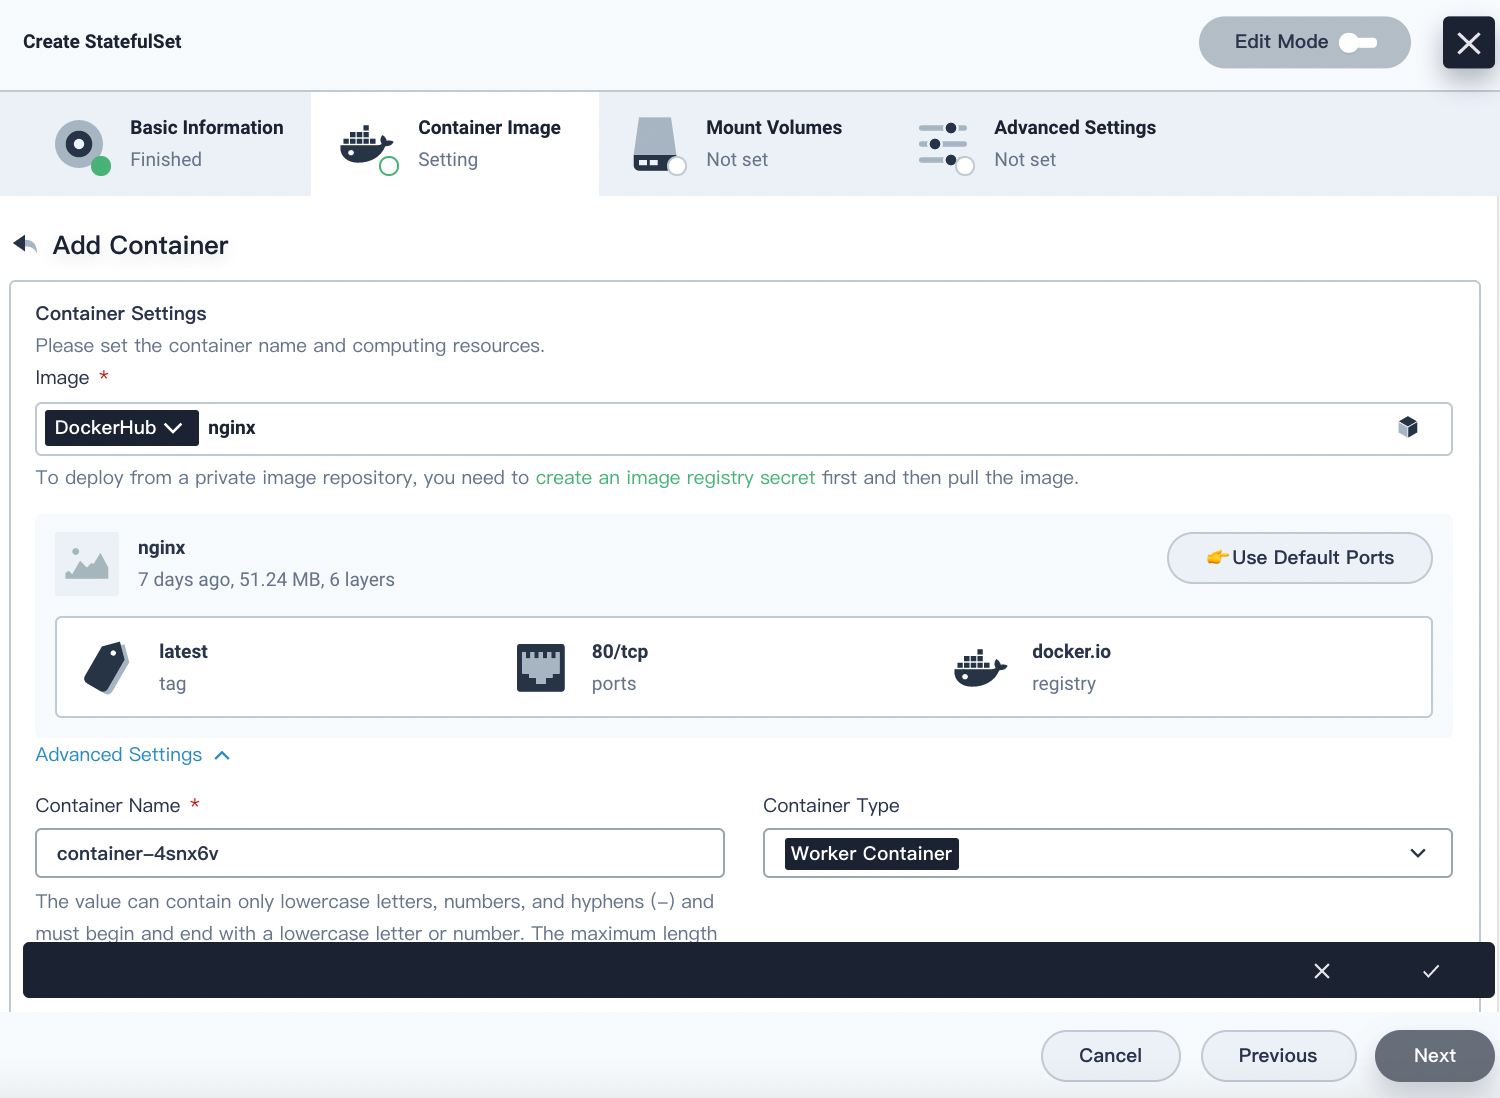 Create StatefulSet
Edit Mode
Basic Information
Finished
Container Image
Setting
Mount Volumes
Not set
Advanced Settings
Not set
Add Container
Container Settings
Please set the container name and computing resources.
Image *
DockerHub nginx
To deploy from a private image repository, you need to create an image registry secret first and then pull the image.
nginx
7 days ago, 51.24 MB, 6 layers
👉Use Default Ports
latest
tag
80/tcp
ports
docker.io
registry
Advanced Settings
Container Name *
container-4snx6v
The value can contain only lowercase letters, numbers, and hyphens (-) and
must begin and end with a lowercase letter or number. The maximum length
Container Type
Worker Container
Cancel
Previous
Next